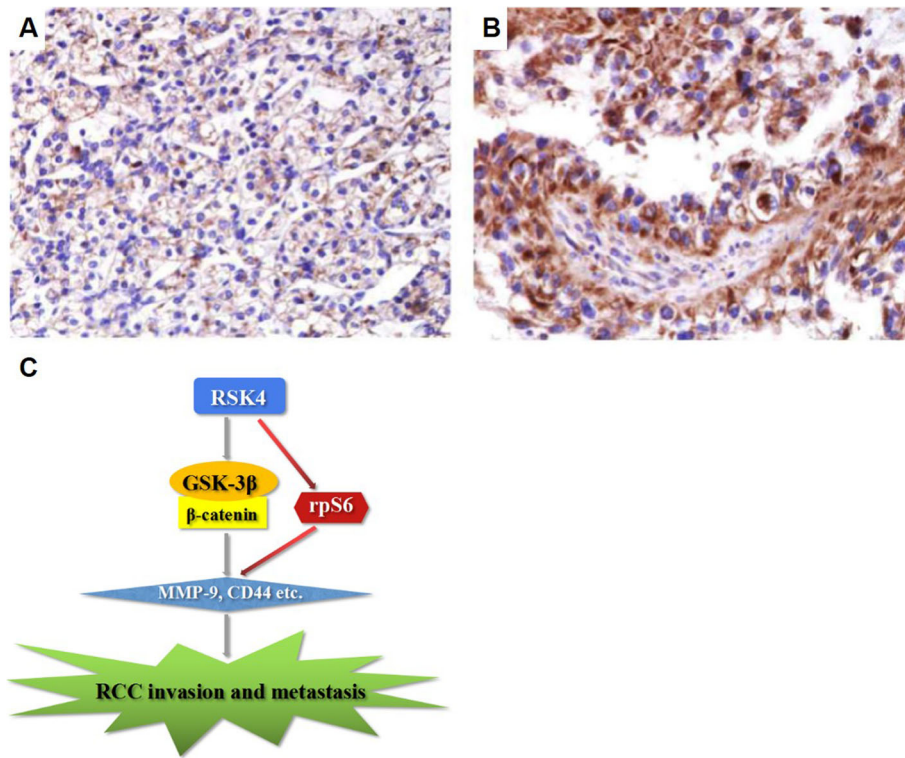 A
B
C
RSK4
GSK-3β
β-catenin
rpS6
MMP-9, CD44 etc.
RCC invasion and metastasis